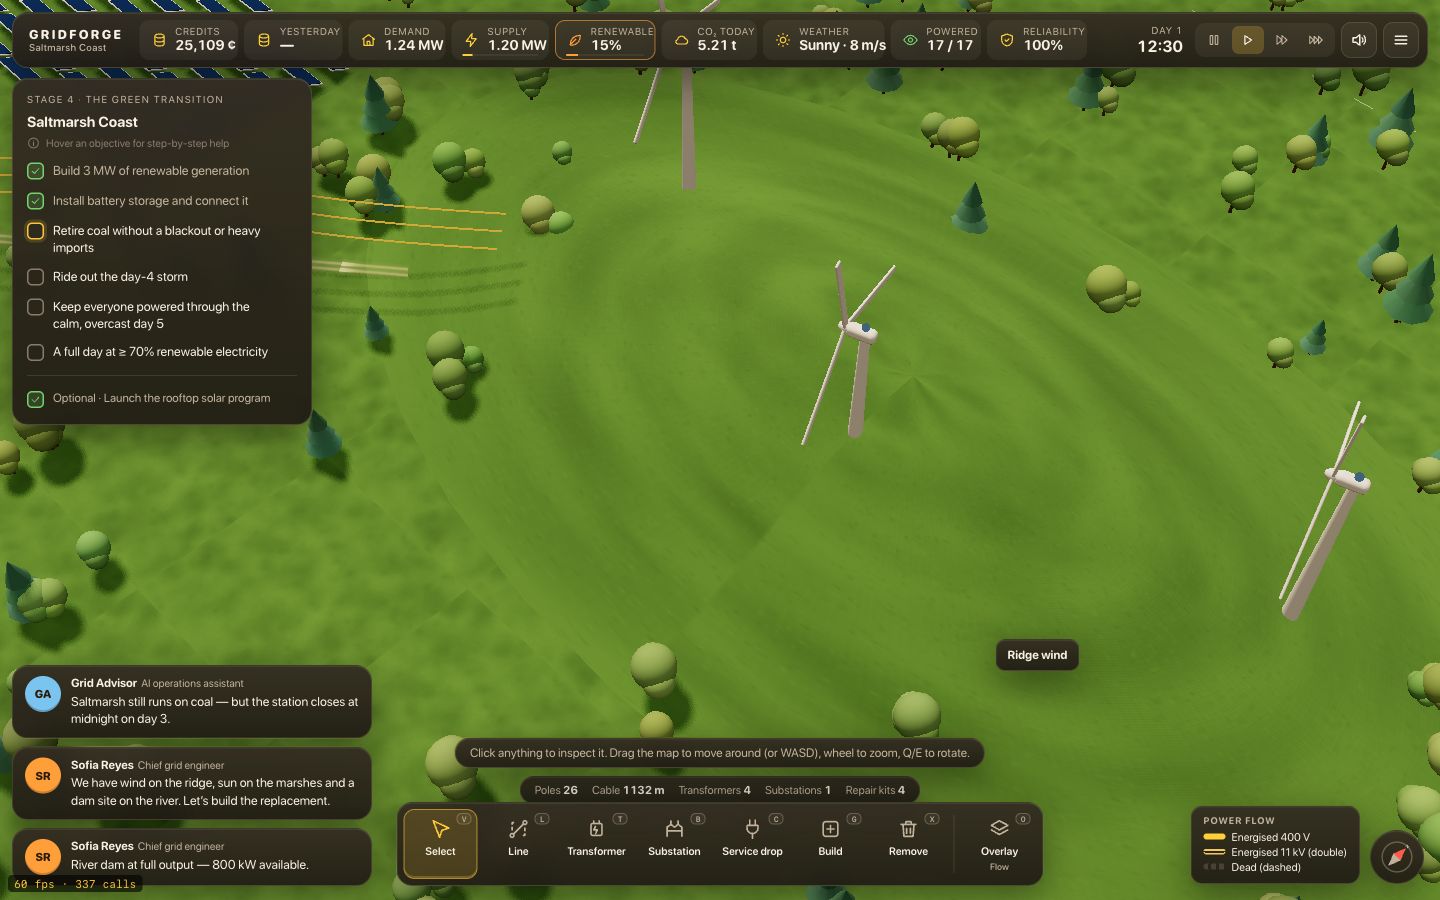 GRIDFORGE
Saltmarsh Coast
CREDITS
25,109 ¢
YESTERDAY
—
DEMAND
1.24 MW
SUPPLY
1.20 MW
RENEWABLE
15%
CO₂ TODAY
5.21 t
WEATHER
Sunny · 8 m/s
POWERED
17 / 17
RELIABILITY
100%
DAY 1
12:30
STAGE 4 · THE GREEN TRANSITION
Saltmarsh Coast
Hover an objective for step-by-step help
Build 3 MW of renewable generation
Install battery storage and connect it
Retire coal without a blackout or heavy
imports
Ride out the day-4 storm
Keep everyone powered through the
calm, overcast day 5
A full day at ≥ 70% renewable electricity
Optional · Launch the rooftop solar program
Ridge wind
GA
Grid Advisor AI operations assistant
Saltmarsh still runs on coal — but the station closes at
midnight on day 3.
SR
Sofia Reyes Chief grid engineer
We have wind on the ridge, sun on the marshes and a
dam site on the river. Let's build the replacement.
SR
Sofia Reyes Chief grid engineer
River dam at full output — 800 kW available.
60 fps · 337 calls
Click anything to inspect it. Drag the map to move around (or WASD), wheel to zoom, Q/E to rotate.
Poles 26 Cable 1132 m Transformers 4 Substations 1 Repair kits 4
V
Select
L
Line
T
Transformer
B
Substation
C
Service drop
G
Build
X
Remove
O
Overlay
Flow
POWER FLOW
Energised 400 V
Energised 11 kV (double)
Dead (dashed)